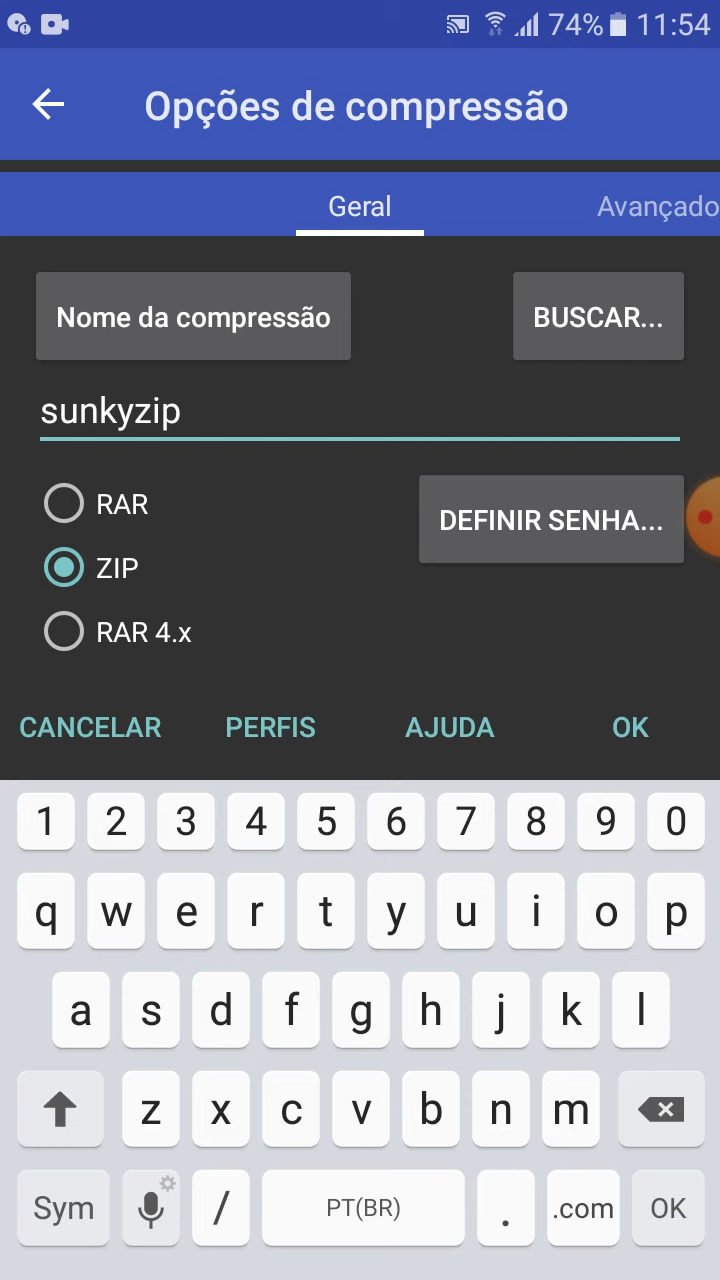 74% 11:54
Opções de compressão
Geral Avançado
Nome da compressão BUSCAR...
sunkyzip
RAR DEFINIR SENHA...
ZIP
RAR 4.x
CANCELAR PERFIS AJUDA OK
1 2 3 4 5 6 7 8 9 0
q w e r t y u i o p
a s d f g h j k l
z x c v b n m
Sym / PT(BR) . .com OK